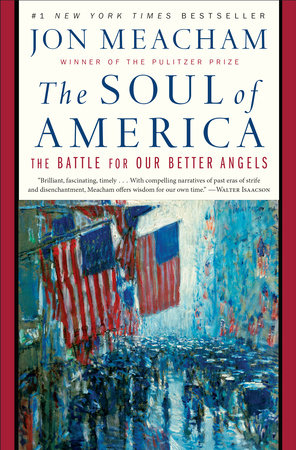 #1 NEW YORK TIMES BESTSELLER
JON MEACHAM
WINNER OF THE PULITZER PRIZE
THE SOUL of
AMERICA
THE BATTLE FOR OUR BETTER ANGELS
"Brilliant, fascinating, timely . . . With compelling narratives of past eras of strife
and disenchantment, Meacham offers wisdom for our own time." —WALTER ISAACSON